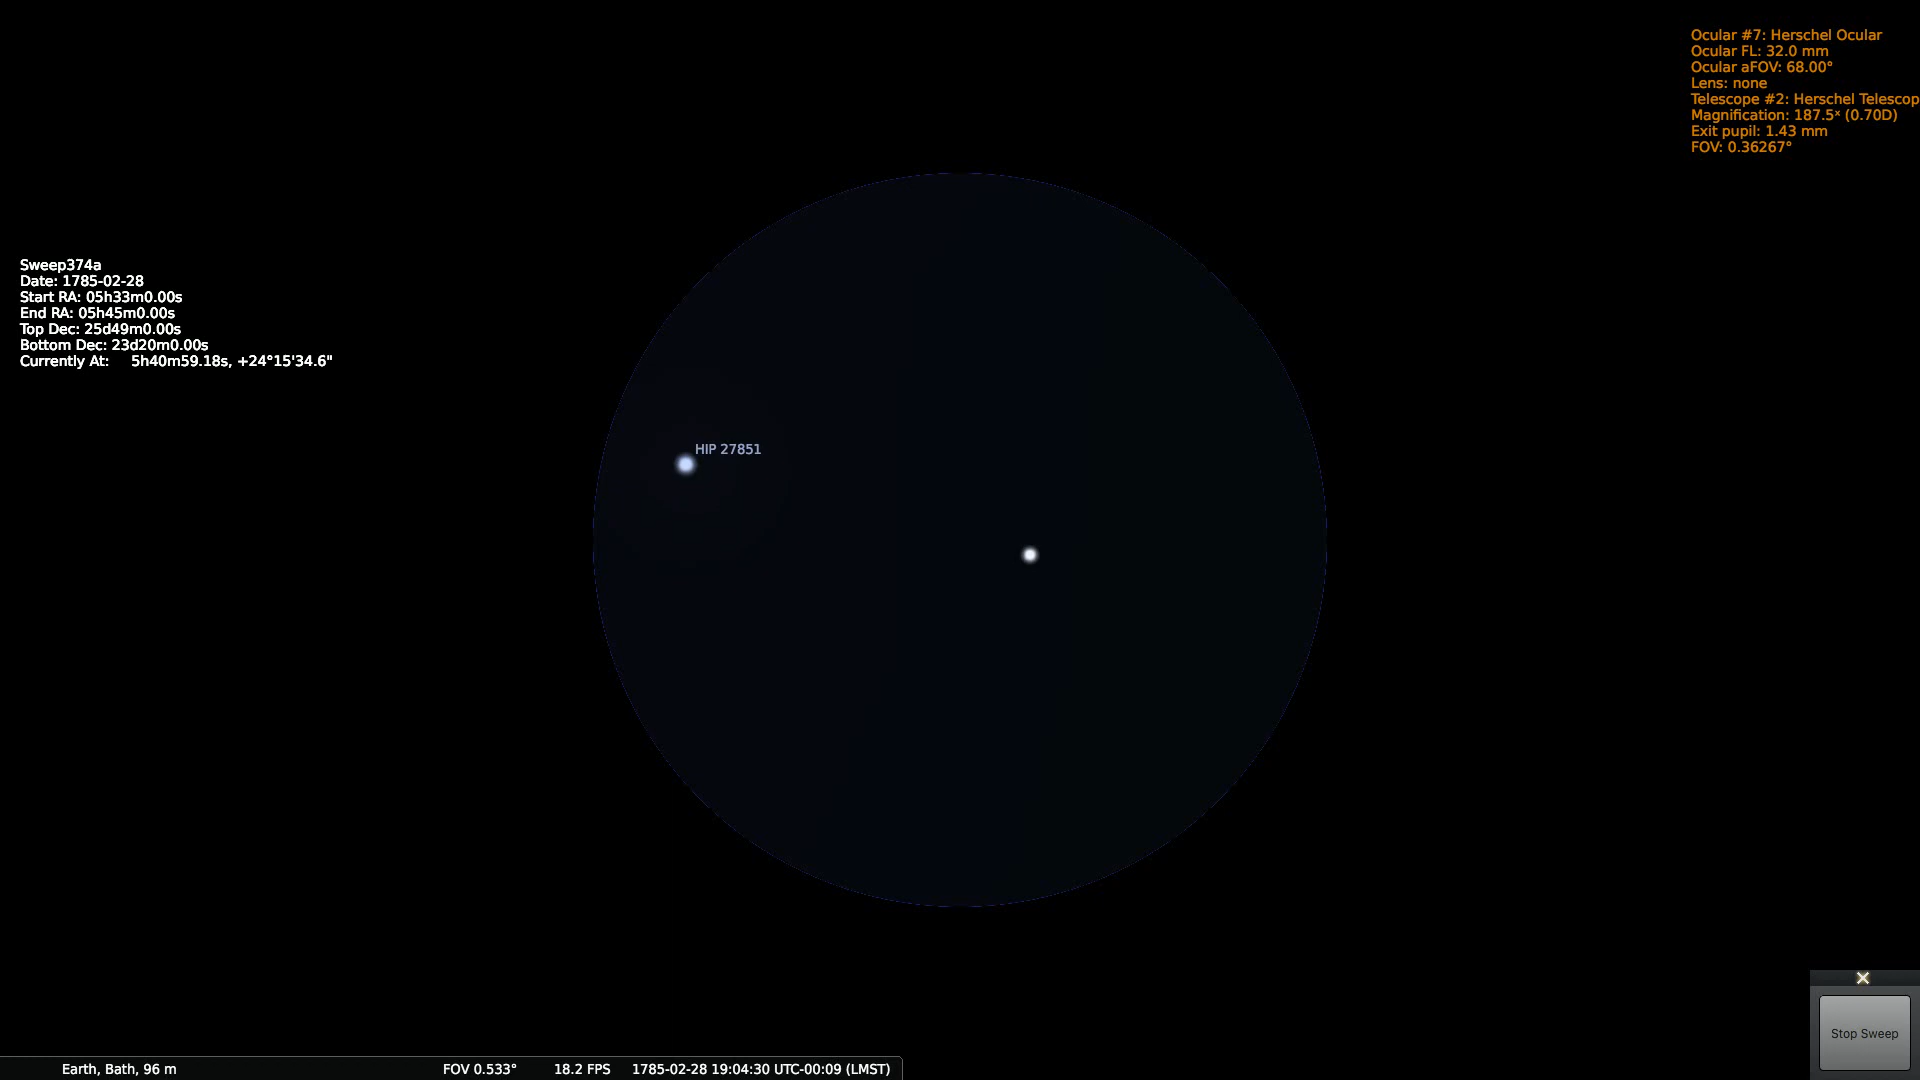 Ocular #7: Herschel Ocular
Ocular FL: 32.0 mm
Ocular aFOV: 68.00°
Lens: none
Telescope #2: Herschel Telescop
Magnification: 187.5ˣ (0.70D)
Exit pupil: 1.43 mm
FOV: 0.36267°
Sweep374a
Date: 1785-02-28
Start RA: 05h33m0.00s
End RA: 05h45m0.00s
Top Dec: 25d49m0.00s
Bottom Dec: 23d20m0.00s
Currently At: 5h40m59.18s, +24°15'34.6"
HIP 27851
Stop Sweep
Earth, Bath, 96 m FOV 0.533° 18.2 FPS 1785-02-28 19:04:30 UTC-00:09 (LMST)